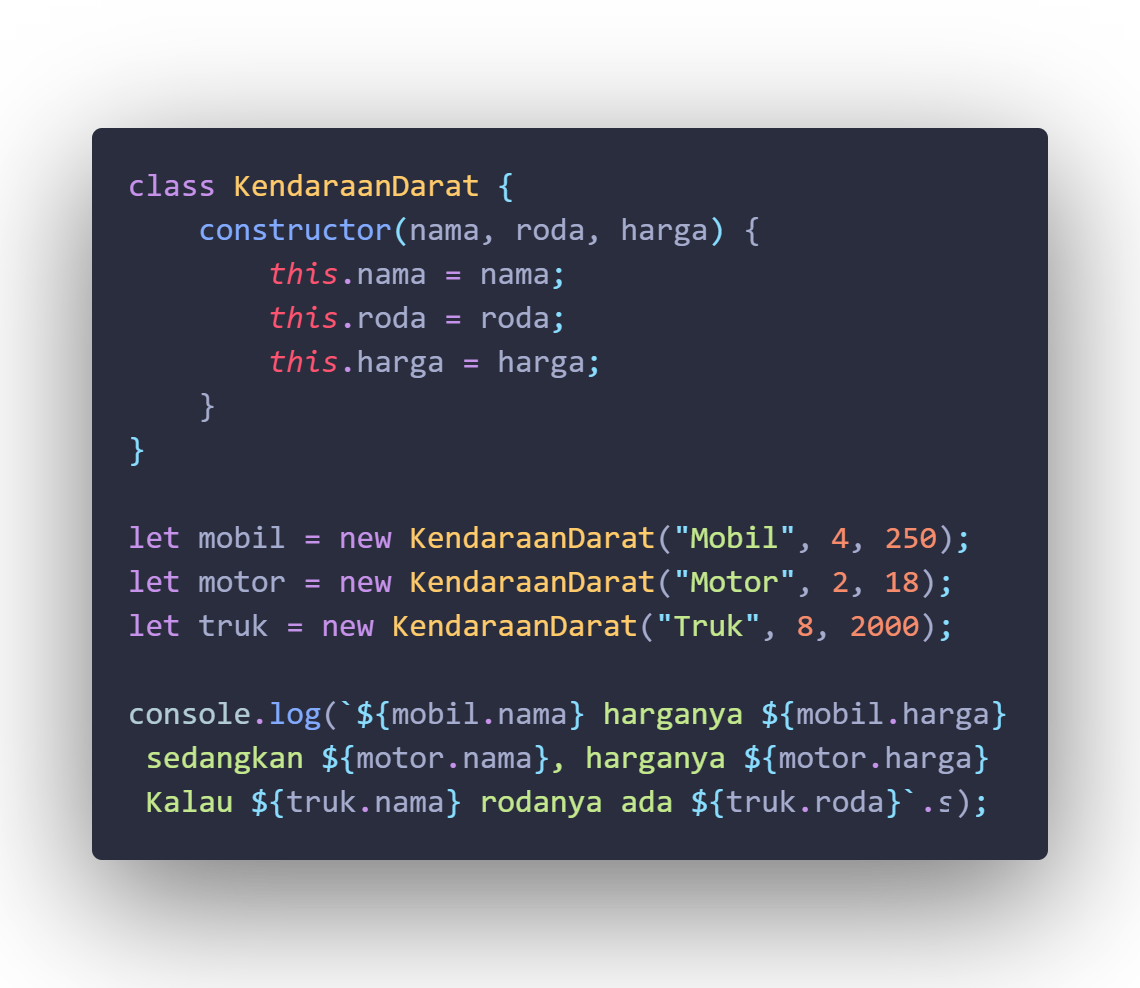 class KendaraanDarat {
    constructor(nama, roda, harga) {
        this.nama = nama;
        this.roda = roda;
        this.harga = harga;
    }
}

let mobil = new KendaraanDarat("Mobil", 4, 250);
let motor = new KendaraanDarat("Motor", 2, 18);
let truk = new KendaraanDarat("Truk", 8, 2000);

console.log(`${mobil.nama} harganya ${mobil.harga}
 sedangkan ${motor.nama}, harganya ${motor.harga}
 Kalau ${truk.nama} rodanya ada ${truk.roda}`.s);